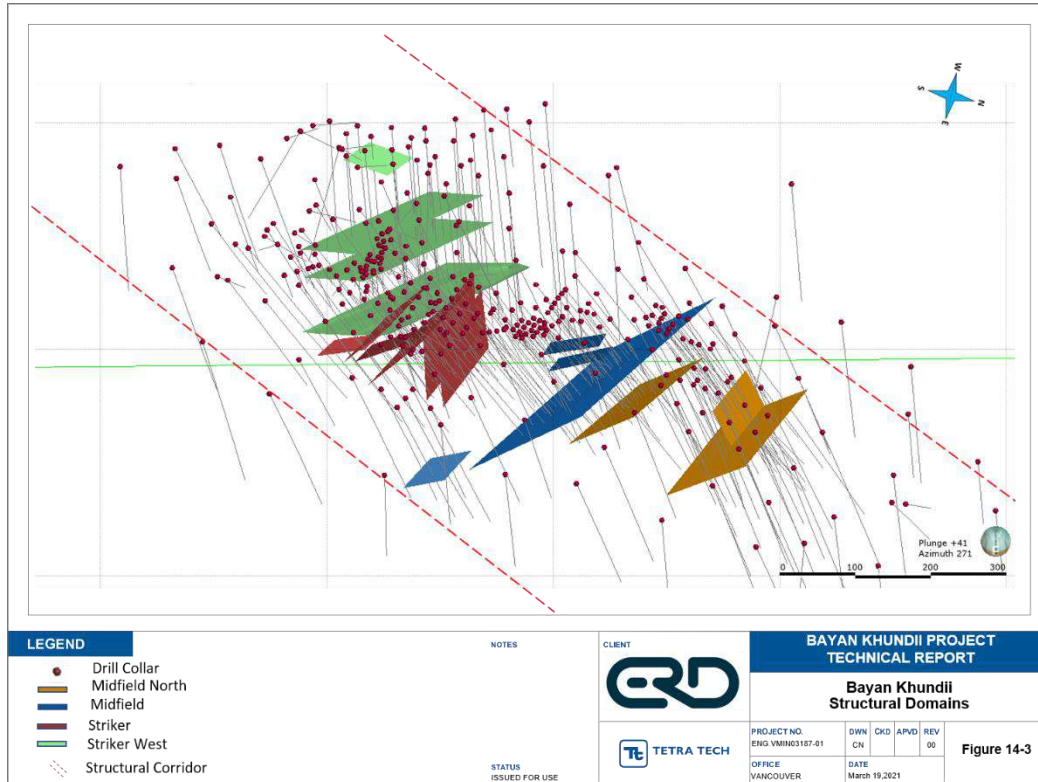 W
S
N
E
Plunge +41
Azimuth 271
0 100 200 300
LEGEND
Drill Collar
Midfield North
Midfield
Striker
Striker West
Structural Corridor
NOTES
STATUS
ISSUED FOR USE
CLIENT
ERD
Tt TETRA TECH
BAYAN KHUNDII PROJECT
TECHNICAL REPORT
Bayan Khundii
Structural Domains
PROJECT NO. DWN CKD APVD REV
ENG.VMIN03187-01 CN 00
Figure 14-3
OFFICE DATE
VANCOUVER March 19,2021